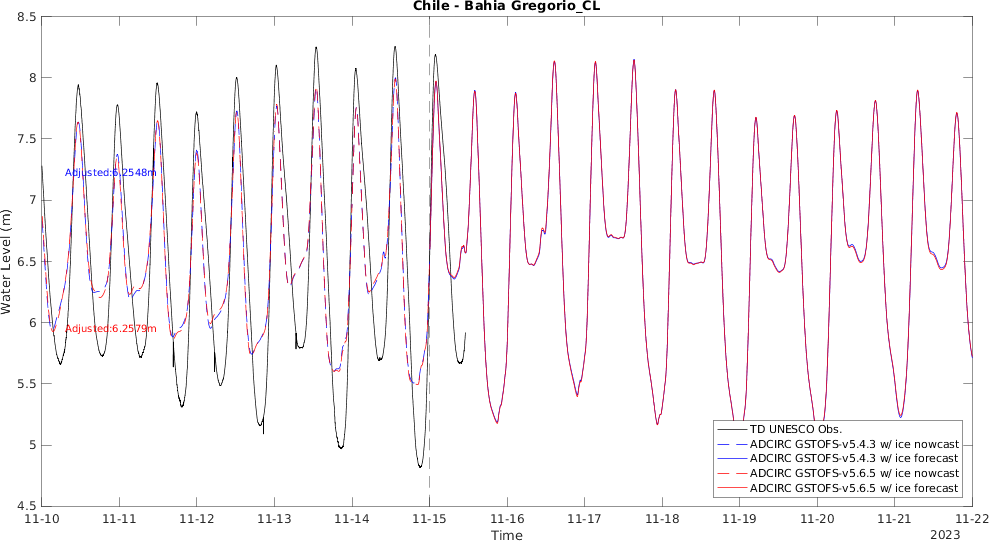 Chile - Bahia Gregorio_CL
8.5
8
7.5
7
6.5
6
5.5
5
4.5
Water Level (m)
Adjusted:6.2548m
Adjusted:6.2579m
TD UNESCO Obs.
ADCIRC GSTOFS-v5.4.3 w/ ice nowcast
ADCIRC GSTOFS-v5.4.3 w/ ice forecast
ADCIRC GSTOFS-v5.6.5 w/ ice nowcast
ADCIRC GSTOFS-v5.6.5 w/ ice forecast
11-10 11-11 11-12 11-13 11-14 11-15 11-16 11-17 11-18 11-19 11-20 11-21 11-22
Time
2023